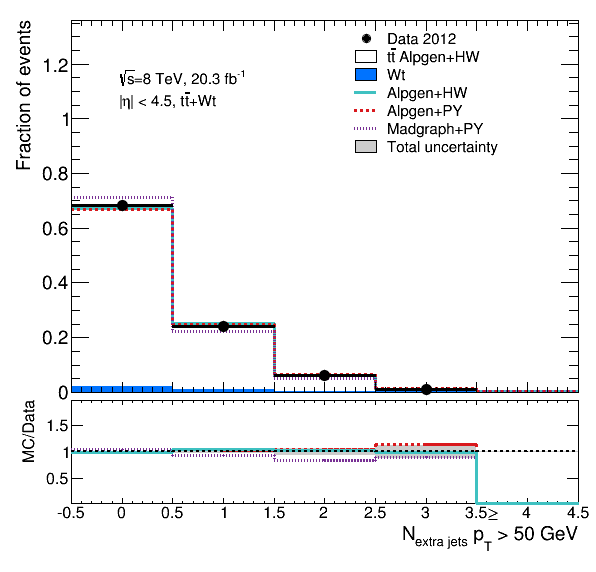 Fraction of events
1.2
1
0.8
0.6
0.4
0.2
0
√s=8 TeV, 20.3 fb⁻¹
|η| < 4.5, tt̄+Wt
Data 2012
tt̄ Alpgen+HW
Wt
Alpgen+HW
Alpgen+PY
Madgraph+PY
Total uncertainty
MC/Data
1.5
1
0.5
-0.5 0 0.5 1 1.5 2 2.5 3 3.5 ≥ 4 4.5
N extra jets p_T > 50 GeV